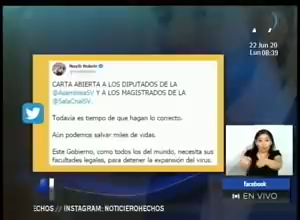 22 Jun 20
Lun 08:39
Nayib Bukele
CARTA ABIERTA A LOS DIPUTADOS DE LA
@AsambleaSV Y A LOS MAGISTRADOS DE LA
@SalaCnalSV.
Todavía es tiempo de que hagan lo correcto.
Aún podemos salvar miles de vidas.
Este Gobierno, como todos los del mundo, necesita sus
facultades legales, para detener la expansión del virus.
facebook
EN VIVO
HECHOS // INSTAGRAM: NOTICIEROHECHOS